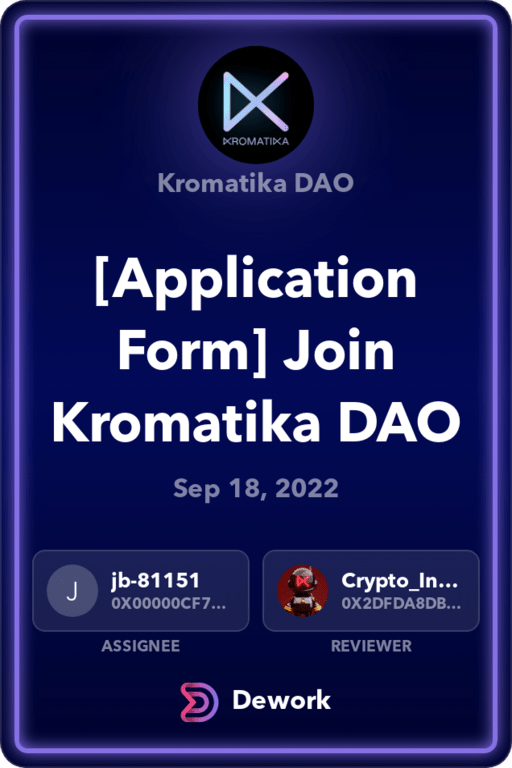 KROMATIKA
Kromatika DAO
[Application
Form] Join
Kromatika DAO
Sep 18, 2022
jb-81151
0X00000CF7...
Crypto_In...
0X2DFDA8DB...
J
ASSIGNEE
REVIEWER
Dework